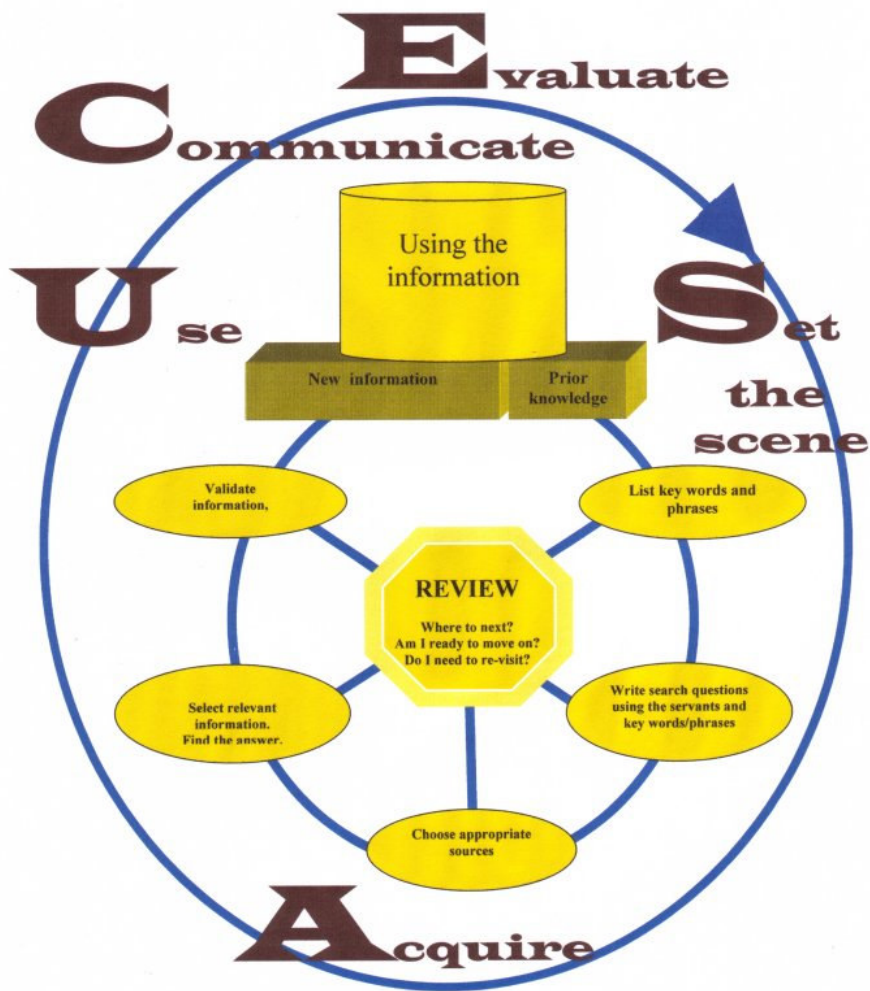 Evaluate
Communicate
Using the
information
Use
Set
the
scene
New information
Prior
knowledge
Validate
information,
List key words and
phrases
REVIEW
Where to next?
Am I ready to move on?
Do I need to re-visit?
Select relevant
information.
Find the answer.
Write search questions
using the servants and
key words/phrases
Choose appropriate
sources
Acquire